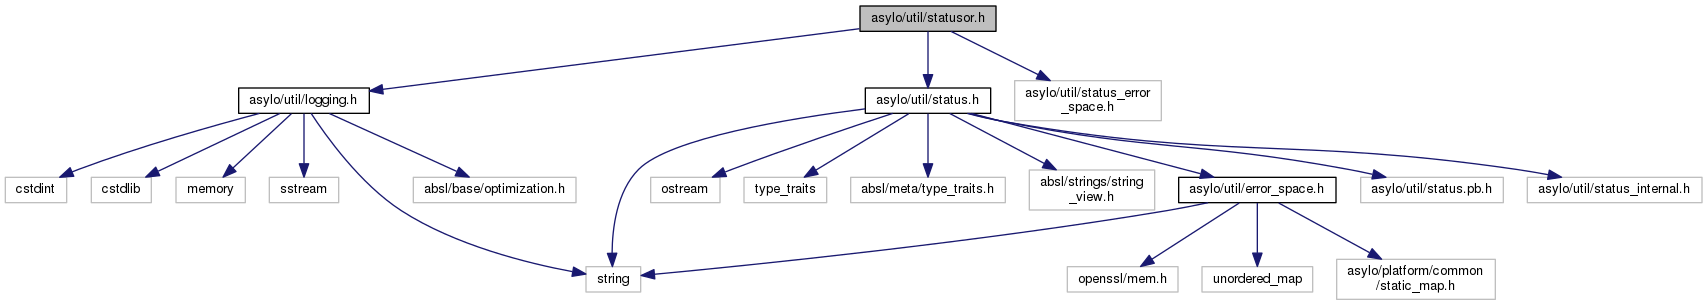 asylo/util/statusor.h
asylo/util/logging.h
asylo/util/status.h
asylo/util/status_error
_space.h
cstdint
cstdlib
memory
sstream
absl/base/optimization.h
ostream
type_traits
absl/meta/type_traits.h
absl/strings/string
_view.h
asylo/util/error_space.h
asylo/util/status.pb.h
asylo/util/status_internal.h
string
openssl/mem.h
unordered_map
asylo/platform/common
/static_map.h